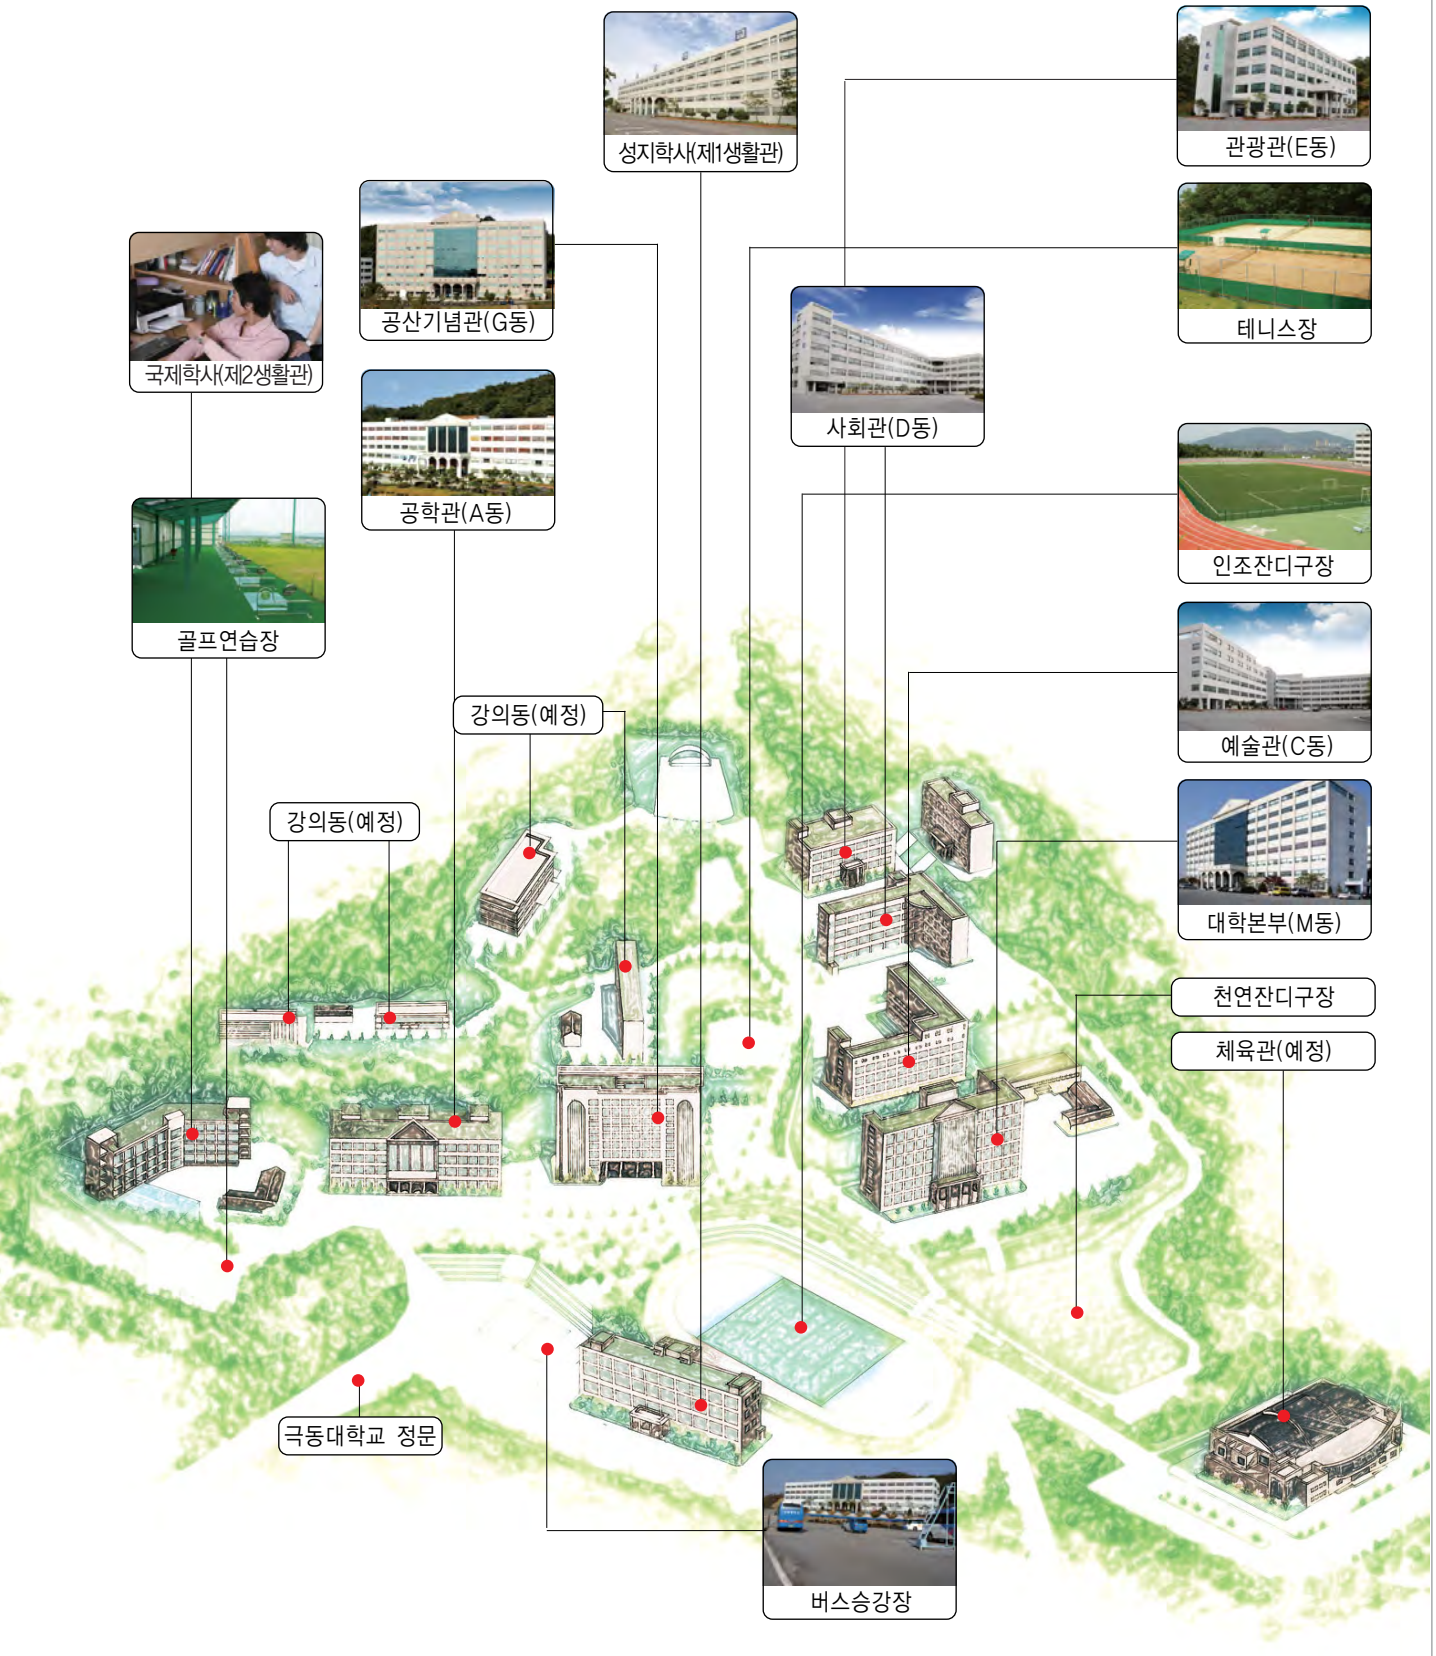 성지학사(제1생활관)
관광관(E동)
공산기념관(G동)
테니스장
국제학사(제2생활관)
사회관(D동)
공학관(A동)
인조잔디구장
골프연습장
강의동(예정)
예술관(C동)
강의동(예정)
대학본부(M동)
천연잔디구장
체육관(예정)
극동대학교 정문
버스승강장